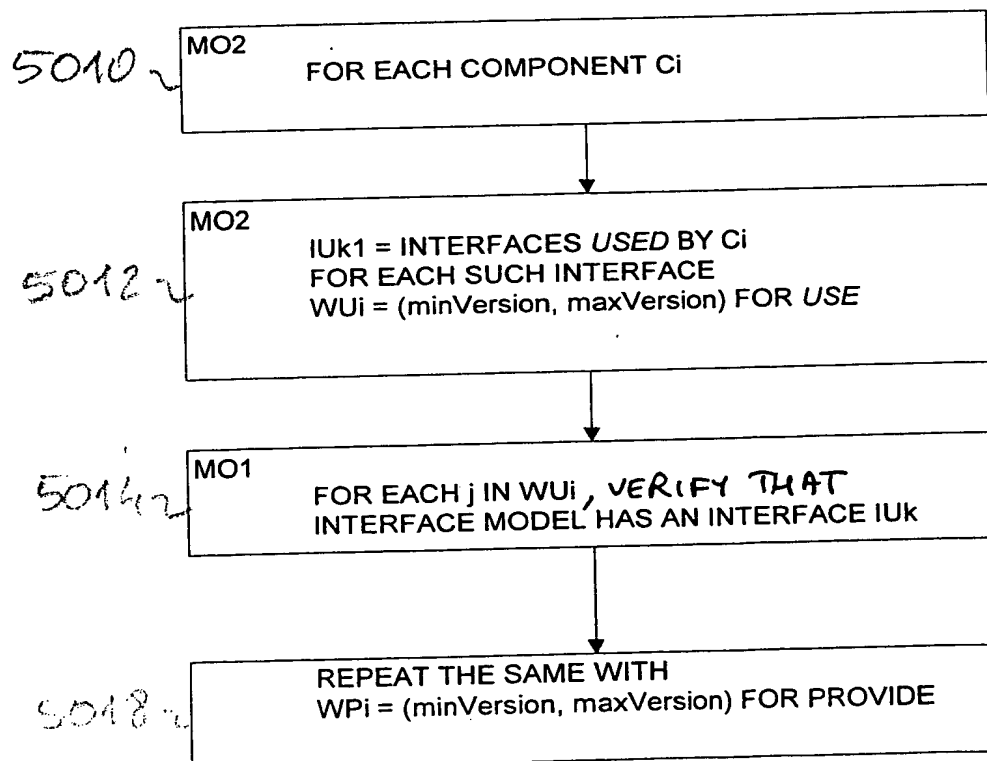 5010
MO2
FOR EACH COMPONENT Ci
5012
MO2
IUk1 = INTERFACES USED BY Ci
FOR EACH SUCH INTERFACE
WUi = (minVersion, maxVersion) FOR USE
5014
MO1
FOR EACH j IN WUi, VERIFY THAT
INTERFACE MODEL HAS AN INTERFACE IUk
5018
REPEAT THE SAME WITH
WPi = (minVersion, maxVersion) FOR PROVIDE